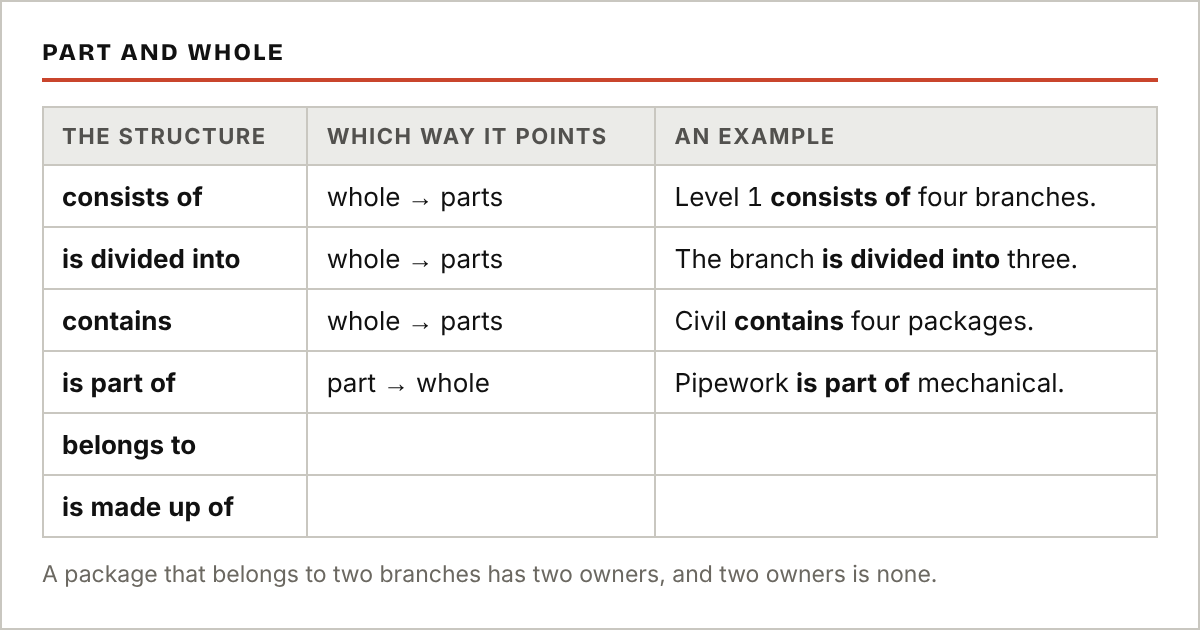 PART AND WHOLE
THE STRUCTURE WHICH WAY IT POINTS AN EXAMPLE
consists of whole → parts Level 1 consists of four branches.
is divided into whole → parts The branch is divided into three.
contains whole → parts Civil contains four packages.
is part of part → whole Pipework is part of mechanical.
belongs to
is made up of
A package that belongs to two branches has two owners, and two owners is none.